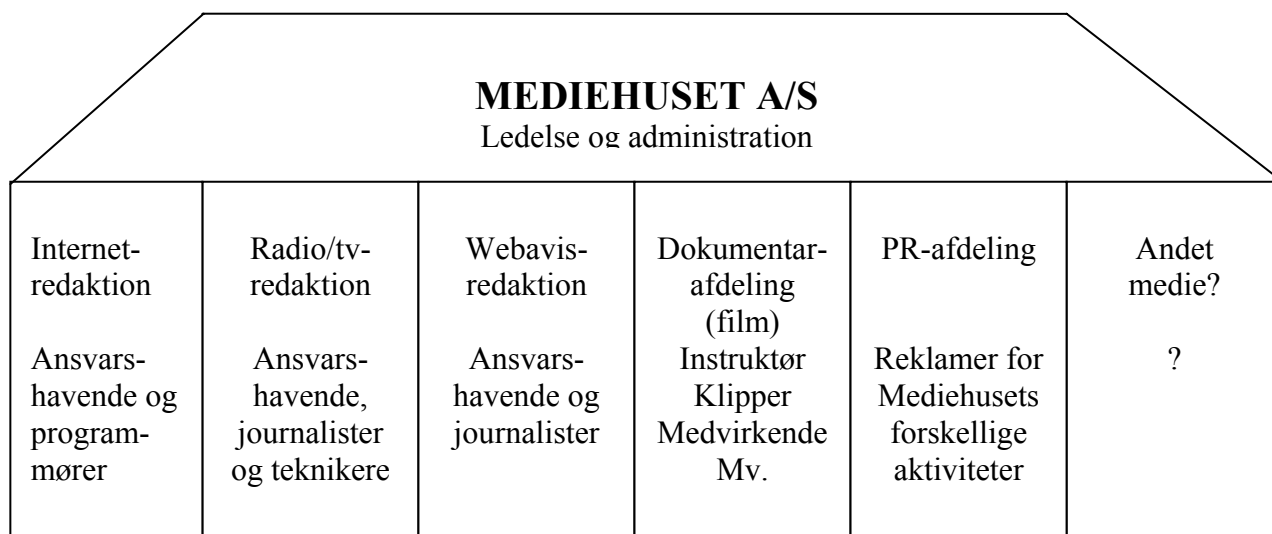 MEDIEHUSET A/S
Ledelse og administration
Internet-
redaktion
Ansvars-
havende og
program-
mører
Radio/tv-
redaktion
Ansvars-
havende,
journalister
og teknikere
Webavis-
redaktion
Ansvars-
havende og
journalister
Dokumentar-
afdeling
(film)
Instruktør
Klipper
Medvirkende
Mv.
PR-afdeling
Reklamer for
Mediehusets
forskellige
aktiviteter
Andet
medie?
?